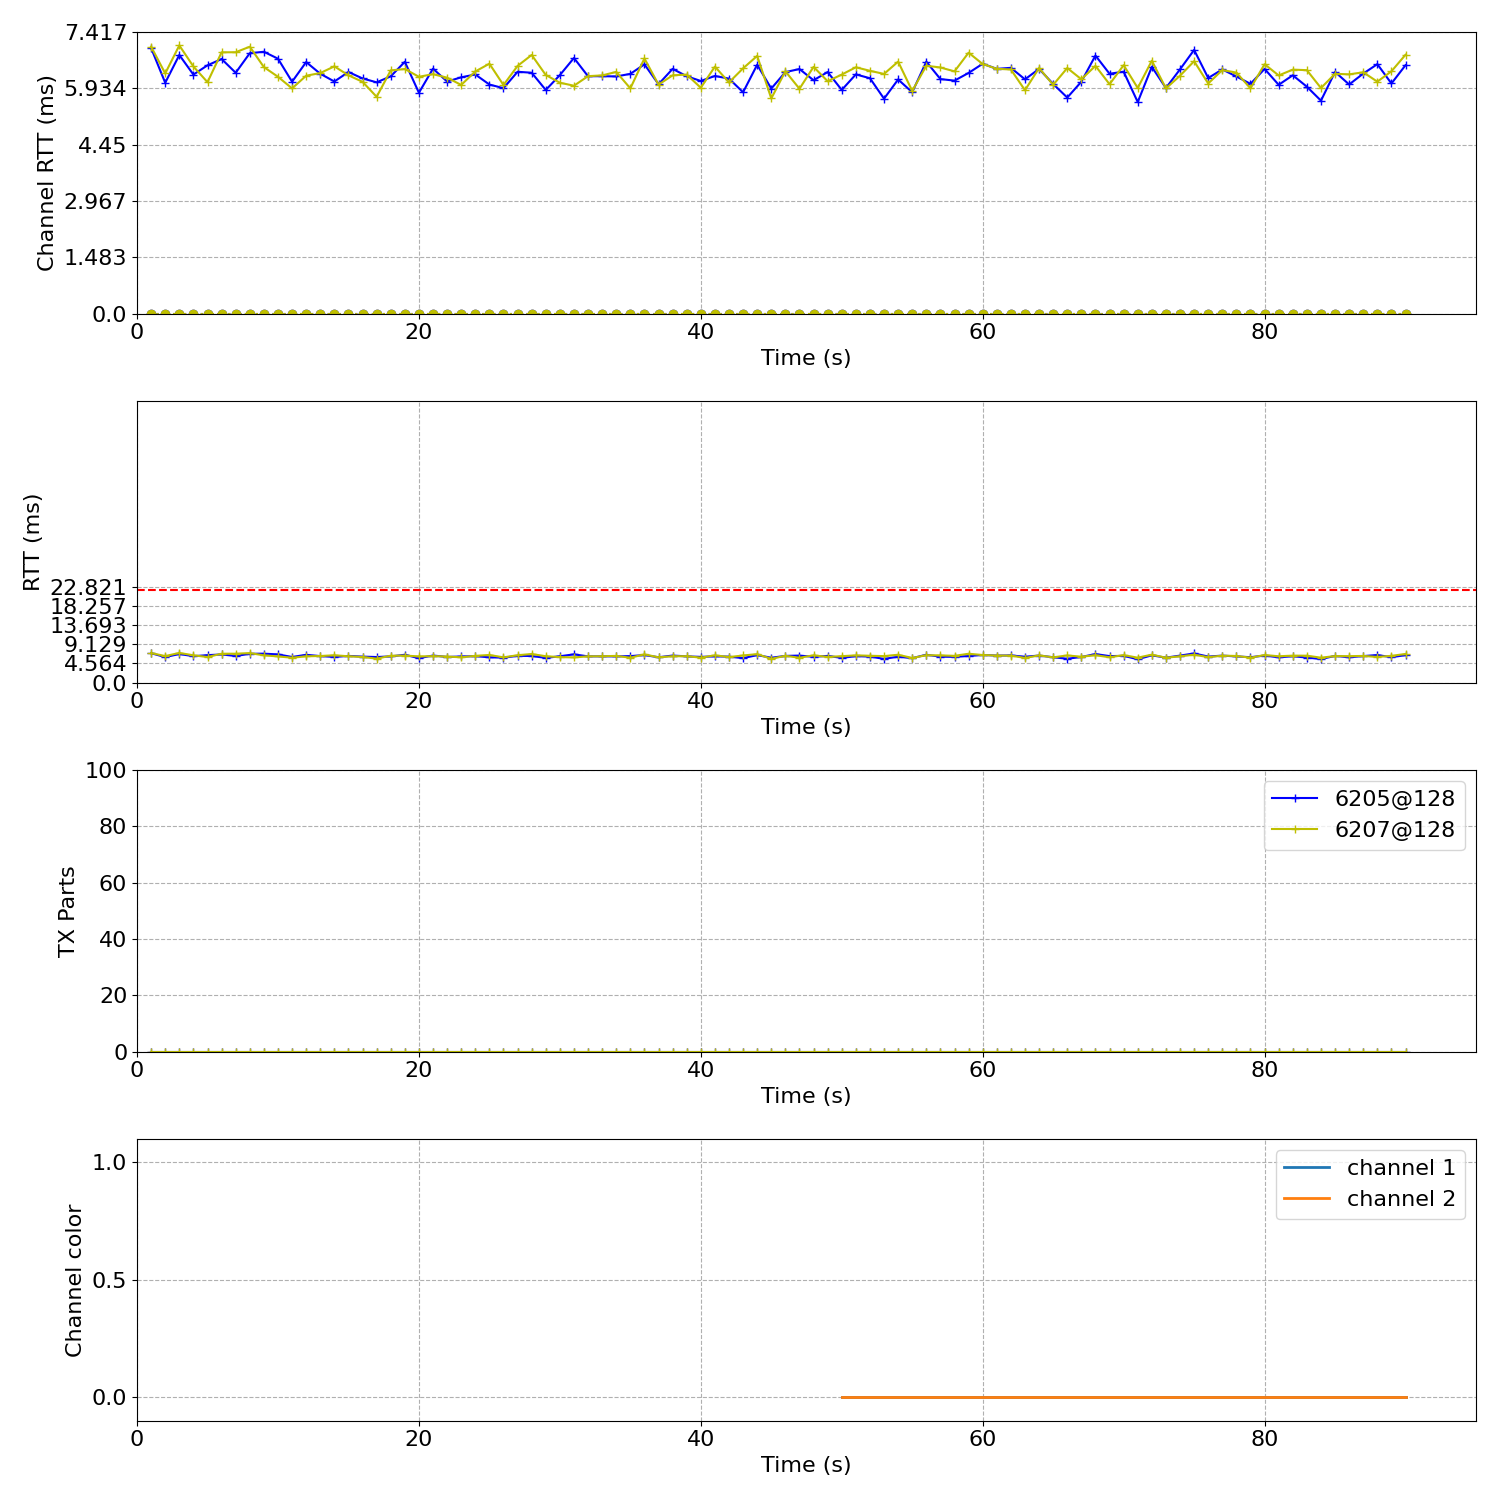 7.417
5.934
4.45
2.967
1.483
0.0
Channel RTT (ms)
0 20 40 60 80
Time (s)
22.821
18.257
13.693
9.129
4.564
0.0
RTT (ms)
0 20 40 60 80
Time (s)
100
80
60
40
20
0
TX Parts
6205@128
6207@128
0 20 40 60 80
Time (s)
1.0
0.5
0.0
Channel color
channel 1
channel 2
0 20 40 60 80
Time (s)